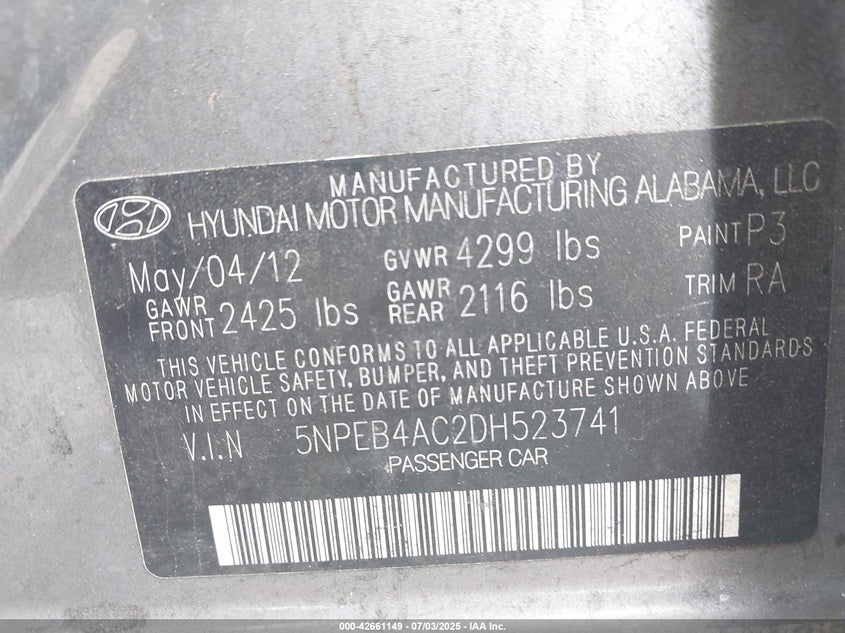 MANUFACTURED BY
HYUNDAI MOTOR MANUFACTURING ALABAMA, LLC
May/04/12 GVWR 4299 lbs PAINT P3
GAWR FRONT 2425 lbs GAWR REAR 2116 lbs TRIM RA
THIS VEHICLE CONFORMS TO ALL APPLICABLE U.S.A. FEDERAL
MOTOR VEHICLE SAFETY, BUMPER, AND THEFT PREVENTION STANDARDS
IN EFFECT ON THE DATE OF MANUFACTURE SHOWN ABOVE
V.I.N 5NPEB4AC2DH523741
PASSENGER CAR
000-42661149 - 07/03/2025 - IAA Inc.